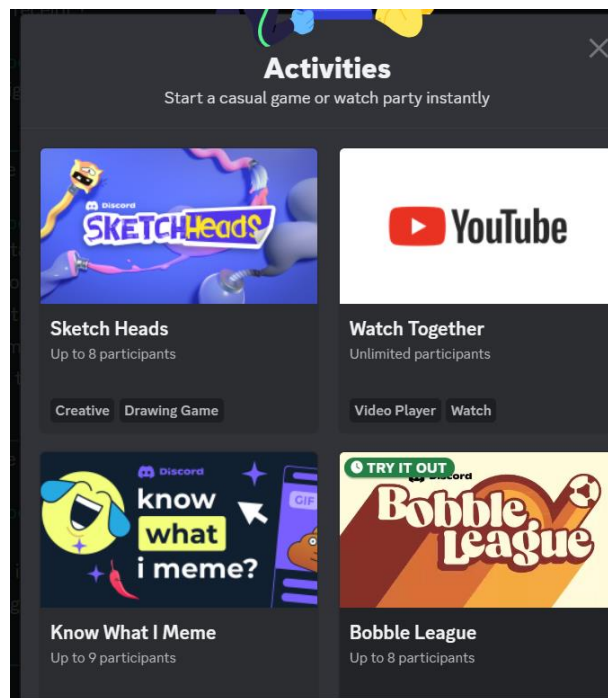 Activities
Start a casual game or watch party instantly
Discord
SKETCHHeads
Sketch Heads
Up to 8 participants
Creative Drawing Game
YouTube
Watch Together
Unlimited participants
Video Player Watch
Discord
know
what
i meme?
GIF
Know What I Meme
Up to 9 participants
TRY IT OUT
Bobble
League
Bobble League
Up to 8 participants